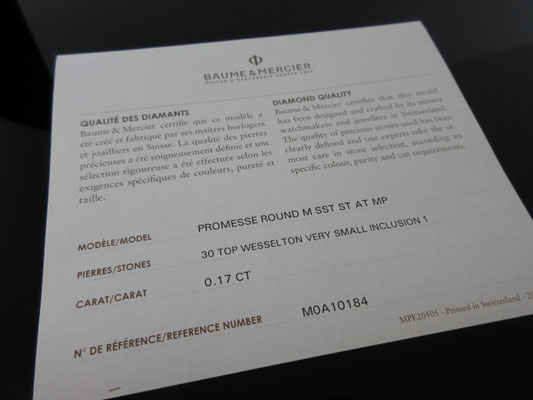 BAUME & MERCIER
MAISON D'HORLOGERIE DEPUIS 1830
QUALITÉ DES DIAMANTS
Baume & Mercier certifie que ce modèle a
été créé et fabriqué par ses maîtres horlogers
et joailliers en Suisse. La qualité des pierres
précieuses a été soigneusement définie et une
sélection rigoureuse a été effectuée selon les
exigences spécifiques de couleurs, pureté et
taille.
DIAMOND QUALITY
Baume & Mercier certifies that this model
has been designed and crafted by its master
watchmakers and jewellers in Switzerland.
The quality of precious stones used has been
clearly defined and our experts take the ut-
most care in stone selection, according to
specific colour, purity and cut requirements.
MODÈLE/MODEL PROMESSE ROUND M SST ST AT MP
PIERRES/STONES 30 TOP WESSELTON VERY SMALL INCLUSION 1
CARAT/CARAT 0.17 CT
N° DE RÉFÉRENCE/REFERENCE NUMBER M0A10184
MPE20505 - Printed in Switzerland - 20